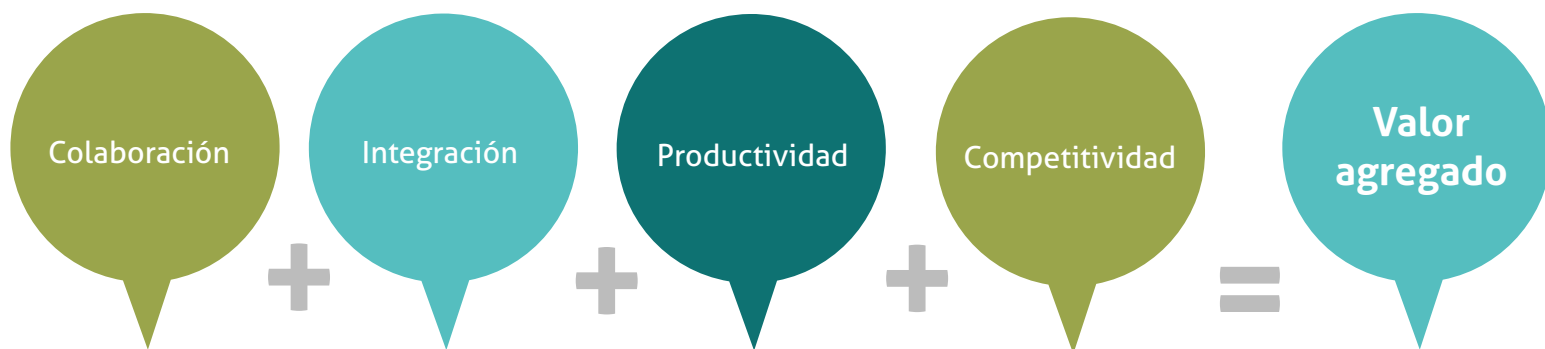 Colaboración
+
Integración
+
Productividad
+
Competitividad
=
Valor
agregado